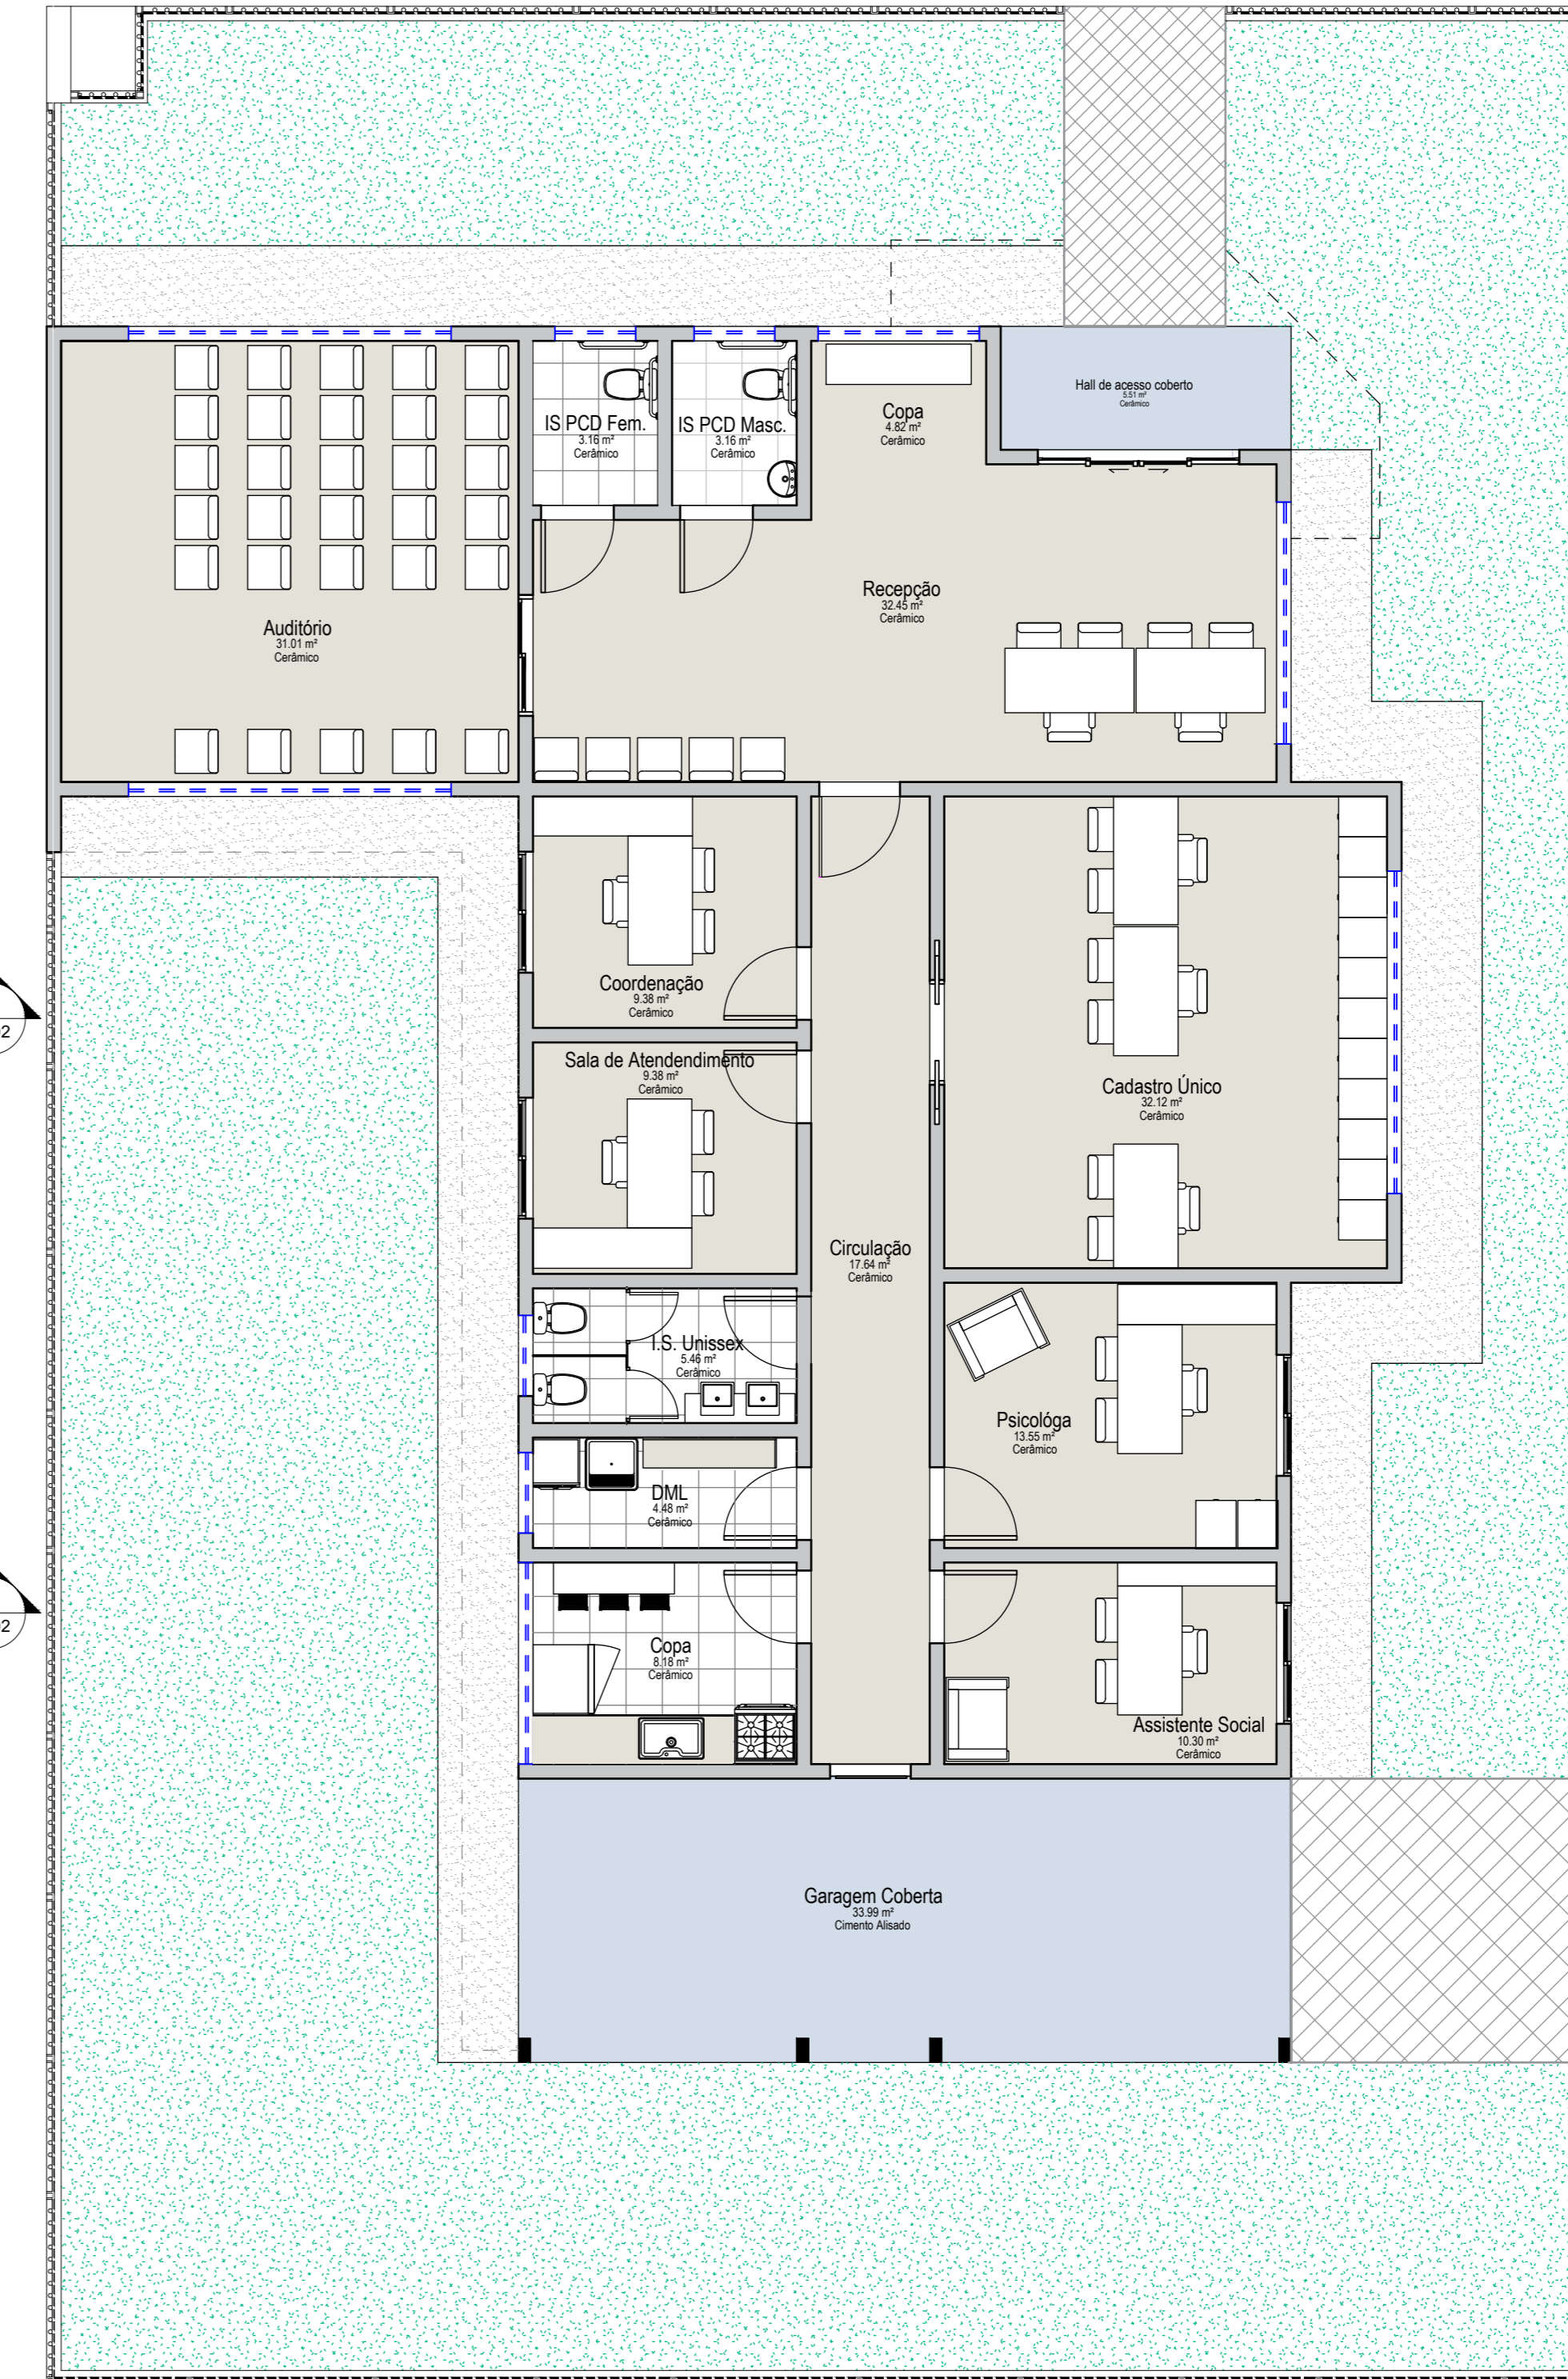 Hall de acesso coberto
5.51 m²
Cerâmico
Copa
4.82 m²
Cerâmico
IS PCD Fem.
3.16 m²
Cerâmico
IS PCD Masc.
3.16 m²
Cerâmico
Recepção
32.45 m²
Cerâmico
Auditório
31.01 m²
Cerâmico
Coordenação
9.38 m²
Cerâmico
02
Sala de Atendendimento
9.38 m²
Cerâmico
Cadastro Único
32.12 m²
Cerâmico
Circulação
17.64 m²
Cerâmico
I.S. Unissex
5.46 m²
Cerâmico
Psicológa
13.55 m²
Cerâmico
DML
4.48 m²
Cerâmico
02
Copa
8.18 m²
Cerâmico
Assistente Social
10.30 m²
Cerâmico
Garagem Coberta
33.99 m²
Cimento Alisado